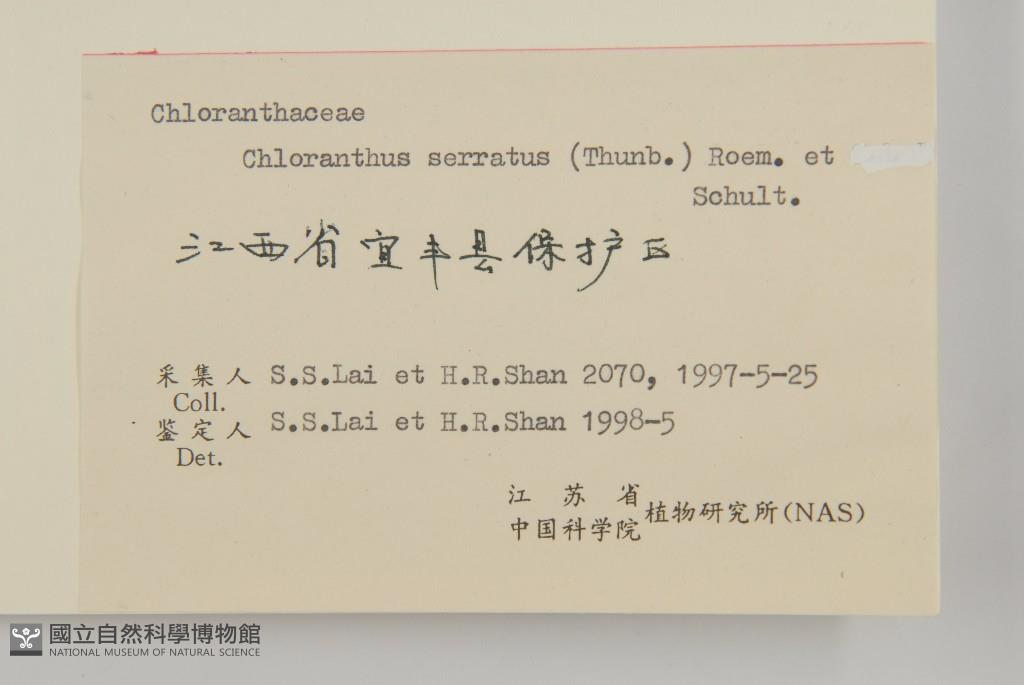 Chloranthaceae
Chloranthus serratus (Thunb.) Roem. et
Schult.
江西省宜丰县保护区
采集人 S.S.Lai et H.R.Shan 2070, 1997-5-25
Coll.
鉴定人 S.S.Lai et H.R.Shan 1998-5
Det.
江苏省
中国科学院 植物研究所(NAS)
國立自然科學博物館
NATIONAL MUSEUM OF NATURAL SCIENCE